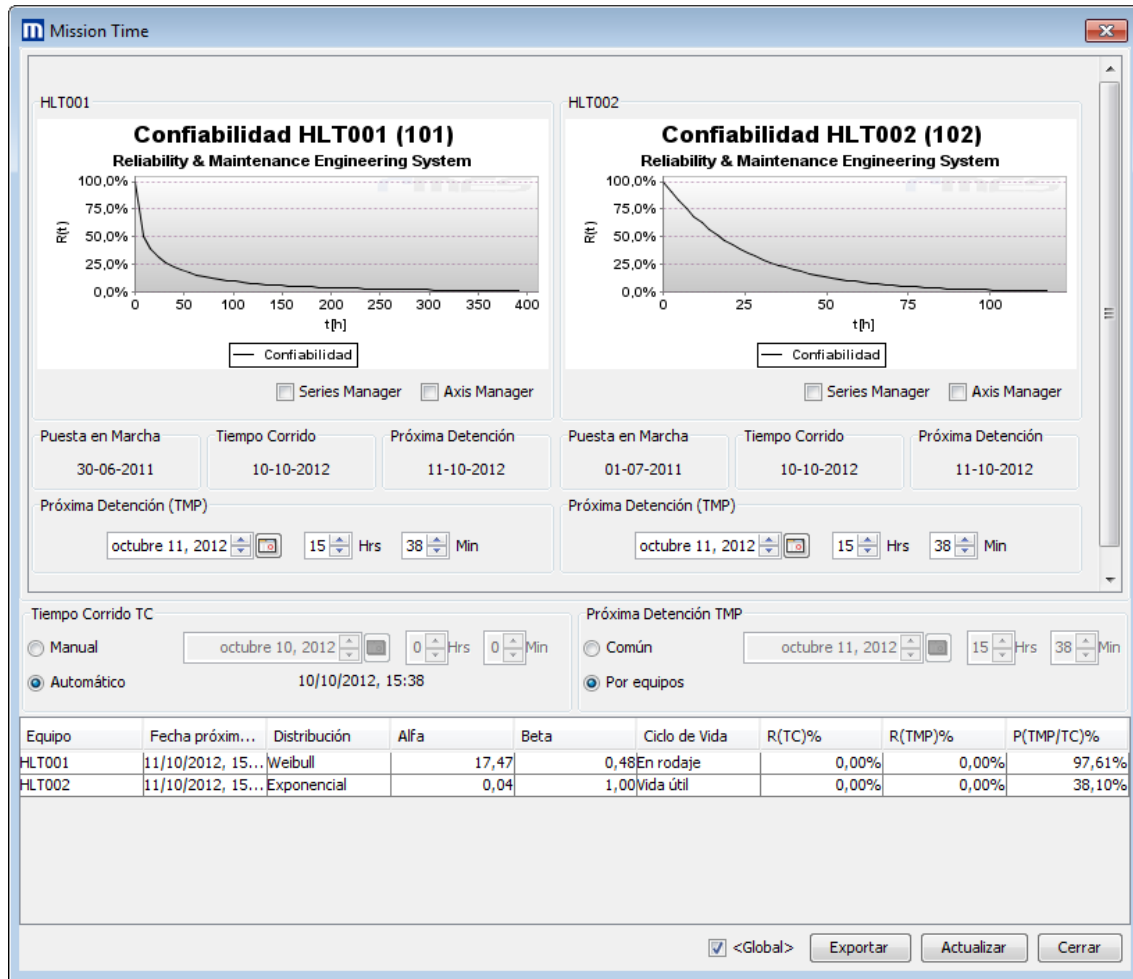 Mission Time
HLT001
Confiabilidad HLT001 (101)
Reliability & Maintenance Engineering System
100,0%
75,0%
50,0%
25,0%
0,0%
R(t)
0 50 100 150 200 250 300 350 400
t[h]
Confiabilidad
Series Manager Axis Manager
HLT002
Confiabilidad HLT002 (102)
Reliability & Maintenance Engineering System
100,0%
75,0%
50,0%
25,0%
0,0%
R(t)
0 25 50 75 100
t[h]
Confiabilidad
Series Manager Axis Manager
Puesta en Marcha Tiempo Corrido Próxima Detención
30-06-2011 10-10-2012 11-10-2012
Próxima Detención (TMP)
octubre 11, 2012 15 Hrs 38 Min
Puesta en Marcha Tiempo Corrido Próxima Detención
01-07-2011 10-10-2012 11-10-2012
Próxima Detención (TMP)
octubre 11, 2012 15 Hrs 38 Min
Tiempo Corrido TC
Manual octubre 10, 2012 0 Hrs 0 Min
Automático 10/10/2012, 15:38
Próxima Detención TMP
Común octubre 11, 2012 15 Hrs 38 Min
Por equipos
Equipo Fecha próxim... Distribución Alfa Beta Ciclo de Vida R(TC)% R(TMP)% P(TMP/TC)%
HLT001 11/10/2012, 15... Weibull 17,47 0,48 En rodaje 0,00% 0,00% 97,61%
HLT002 11/10/2012, 15... Exponencial 0,04 1,00 Vida útil 0,00% 0,00% 38,10%
<Global> Exportar Actualizar Cerrar